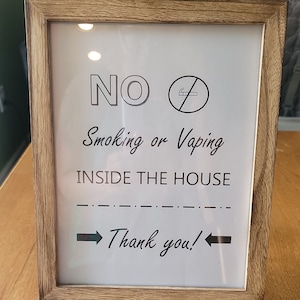 NO
Smoking or Vaping
INSIDE THE HOUSE
Thank you!